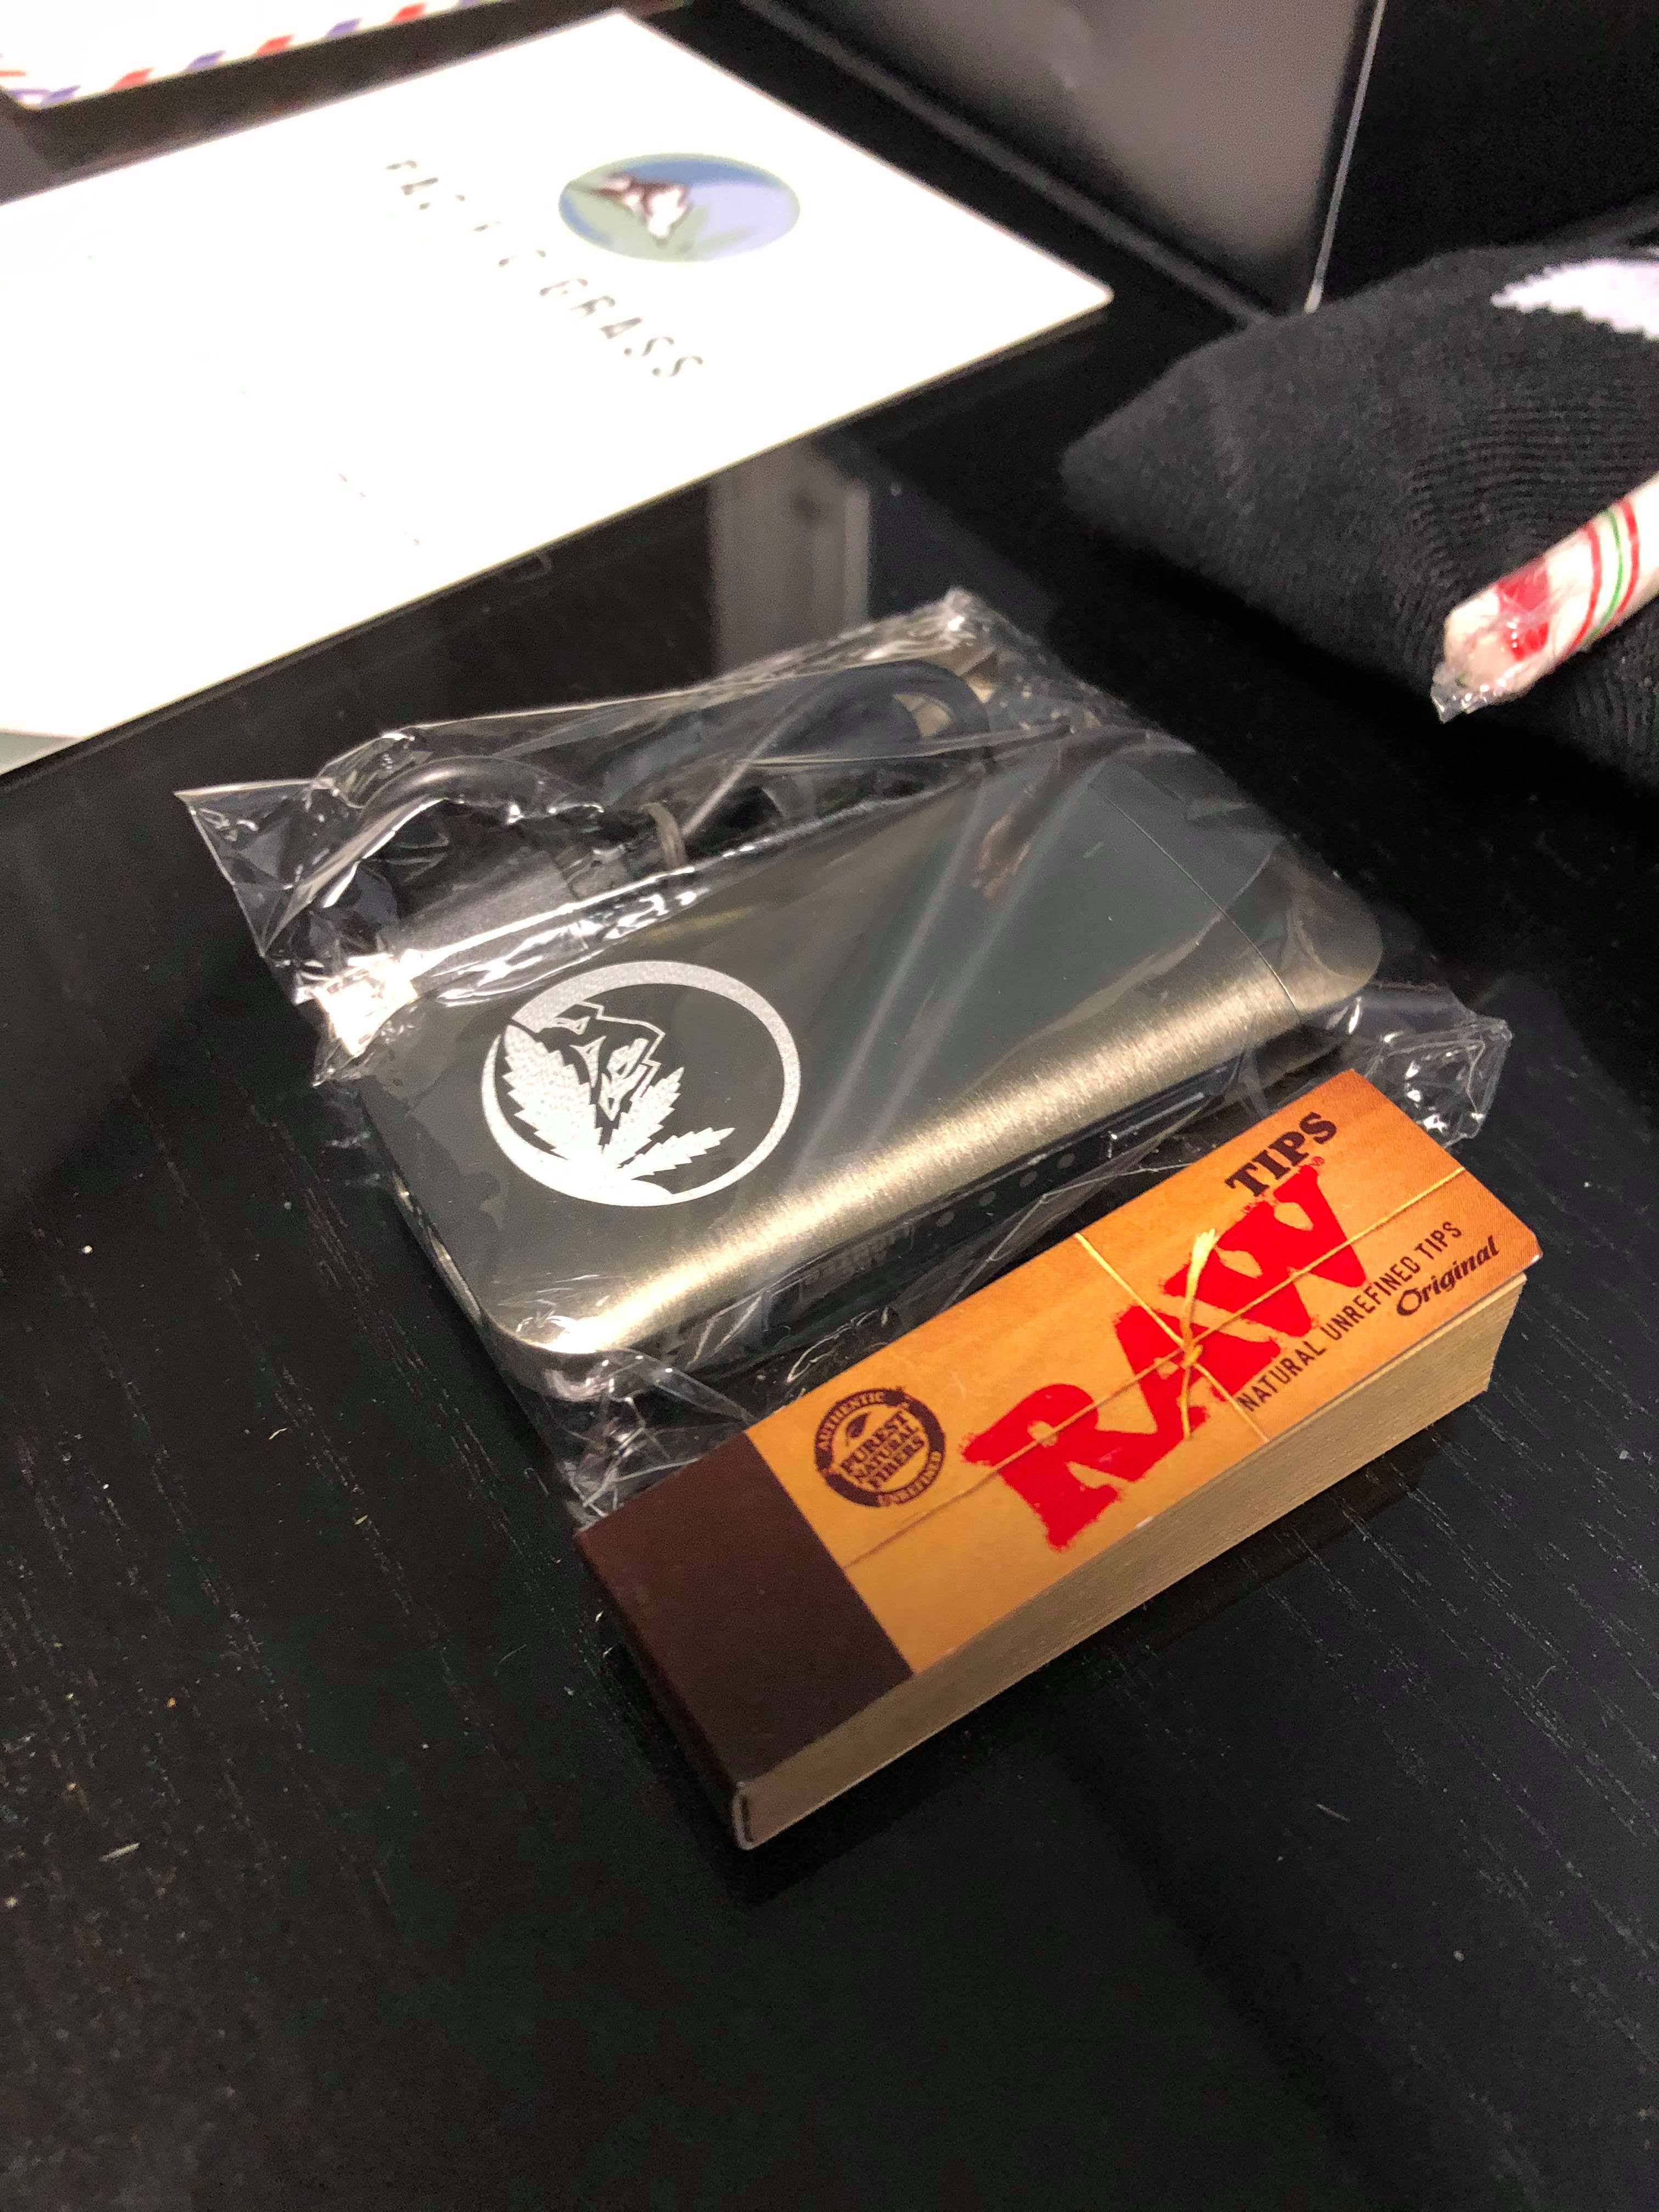 GRASS
TIPS
RAW®
NATURAL UNREFINED TIPS
Original
AUTHENTIC
PUREST
NATURAL
FIBERS
UNREFINED